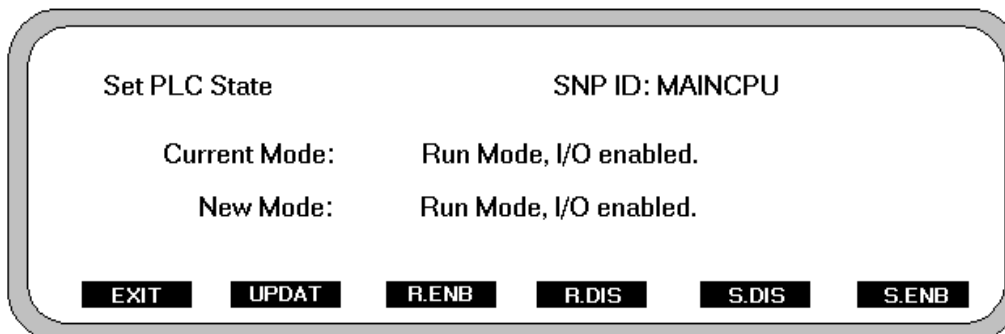 Set PLC State SNP ID: MAINCPU
Current Mode: Run Mode, I/O enabled.
New Mode: Run Mode, I/O enabled.
EXIT UPDAT R.ENB R.DIS S.DIS S.ENB